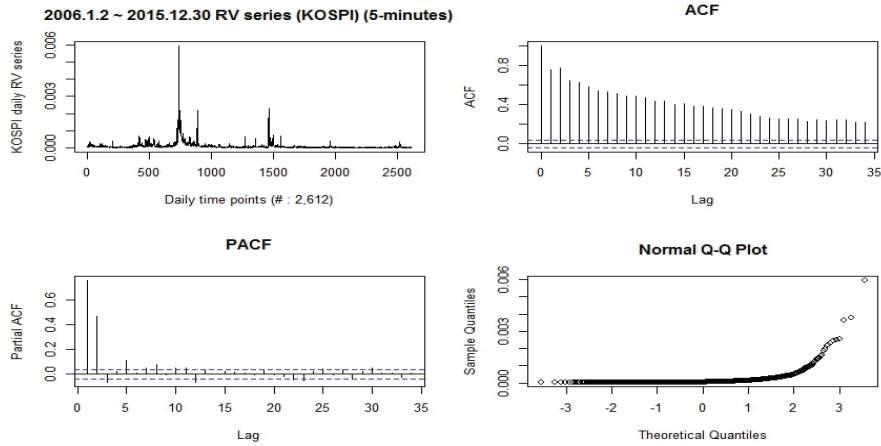 2006.1.2 ~ 2015.12.30 RV series (KOSPI) (5-minutes)
KOSPI daily RV series
0.006
0.003
0.000
0 500 1000 1500 2000 2500
Daily time points (# : 2,612)
ACF
ACF
0.8
0.4
0.0
0 5 10 15 20 25 30 35
Lag
PACF
Partial ACF
0.6
0.4
0.2
0.0
0 5 10 15 20 25 30 35
Lag
Normal Q-Q Plot
Sample Quantiles
0.006
0.003
0.000
-3 -2 -1 0 1 2 3
Theoretical Quantiles